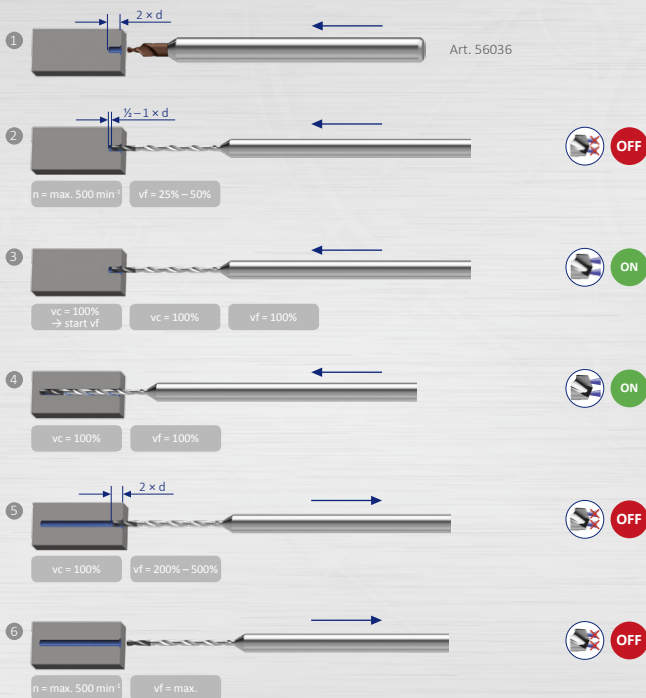 2 × d
1
Art. 56036
½ – 1 × d
2
OFF
n = max. 500 min⁻¹
vf = 25% – 50%
3
ON
vc = 100%
→ start vf
vc = 100%
vf = 100%
4
ON
vc = 100%
vf = 100%
2 × d
5
OFF
vc = 100%
vf = 200% – 500%
6
OFF
n = max. 500 min⁻¹
vf = max.